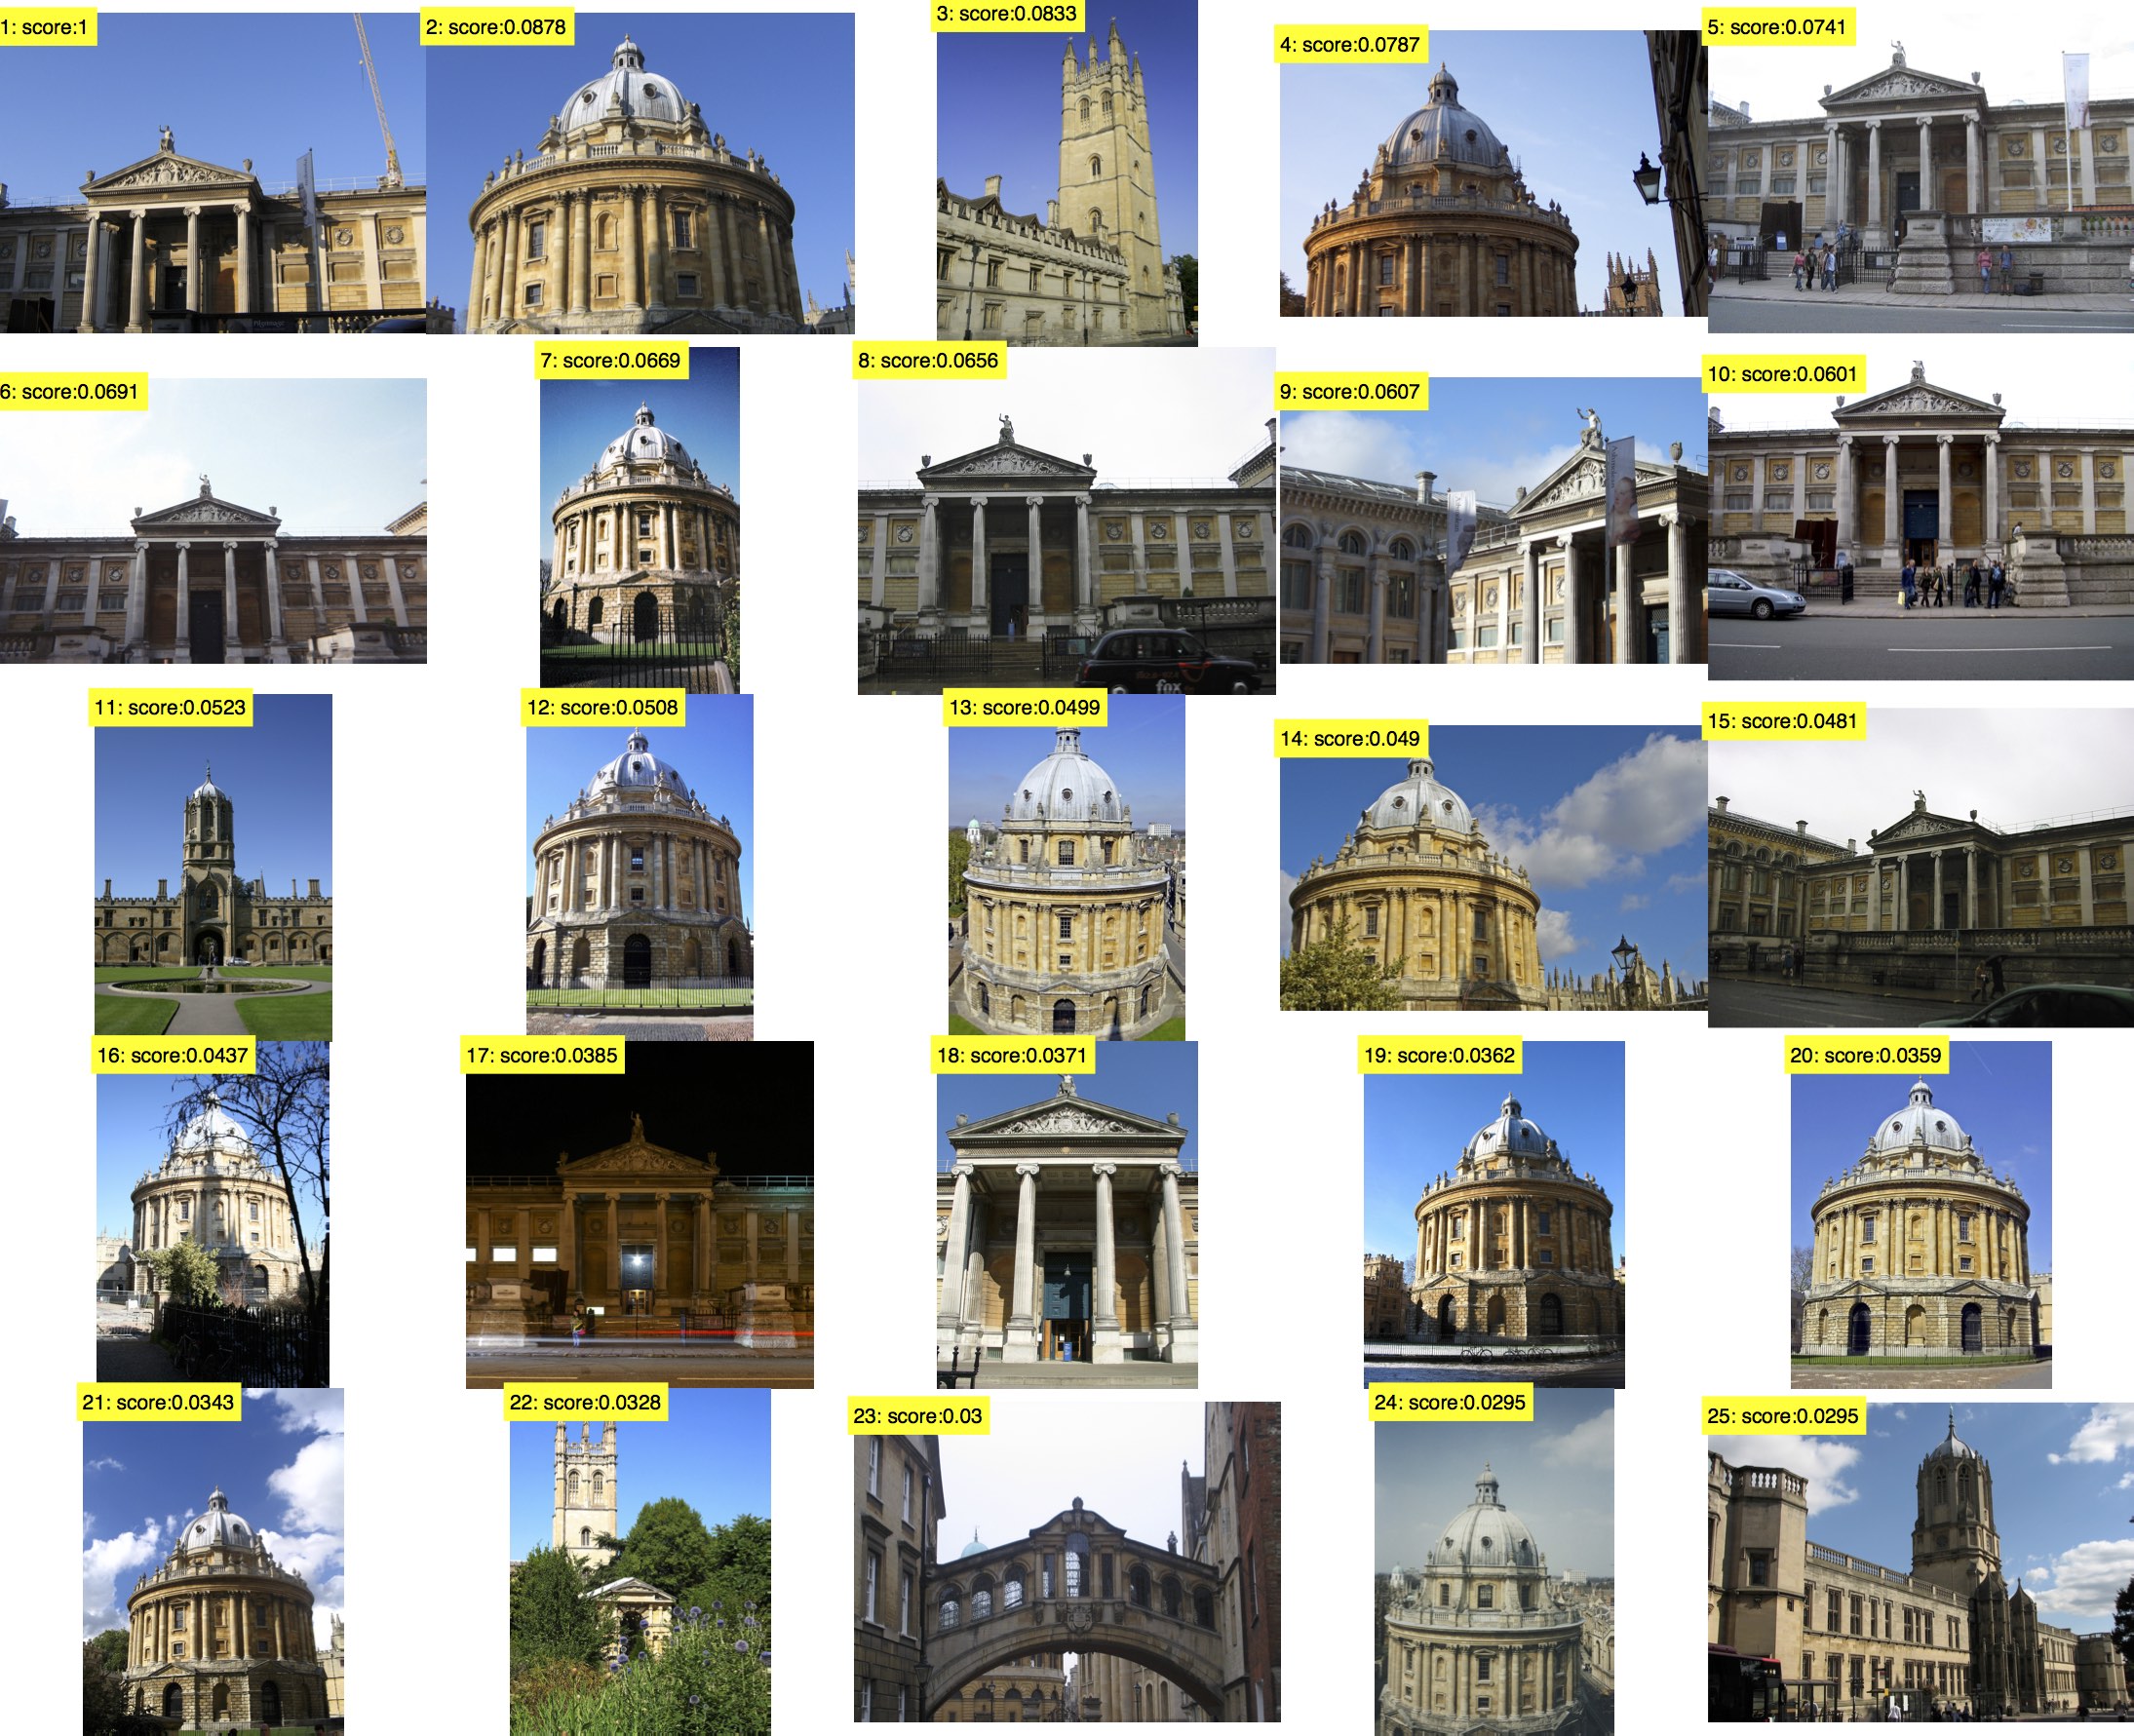 1: score:1
2: score:0.0878
3: score:0.0833
4: score:0.0787
5: score:0.0741
6: score:0.0691
7: score:0.0669
8: score:0.0656
9: score:0.0607
10: score:0.0601
fox
11: score:0.0523
12: score:0.0508
13: score:0.0499
14: score:0.049
15: score:0.0481
16: score:0.0437
17: score:0.0385
18: score:0.0371
19: score:0.0362
20: score:0.0359
21: score:0.0343
22: score:0.0328
23: score:0.03
24: score:0.0295
25: score:0.0295